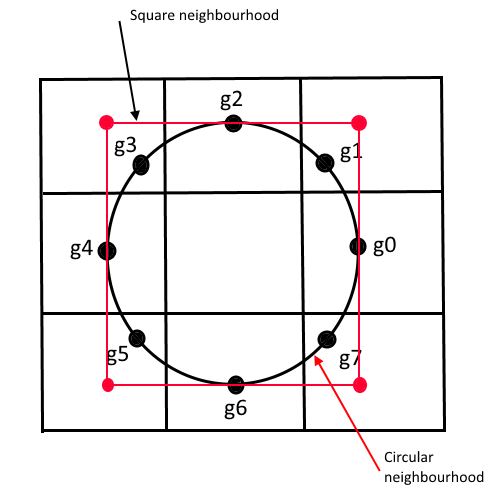 Square neighbourhood
g2
g3
g1
g4
g0
g5
g7
g6
Circular
neighbourhood